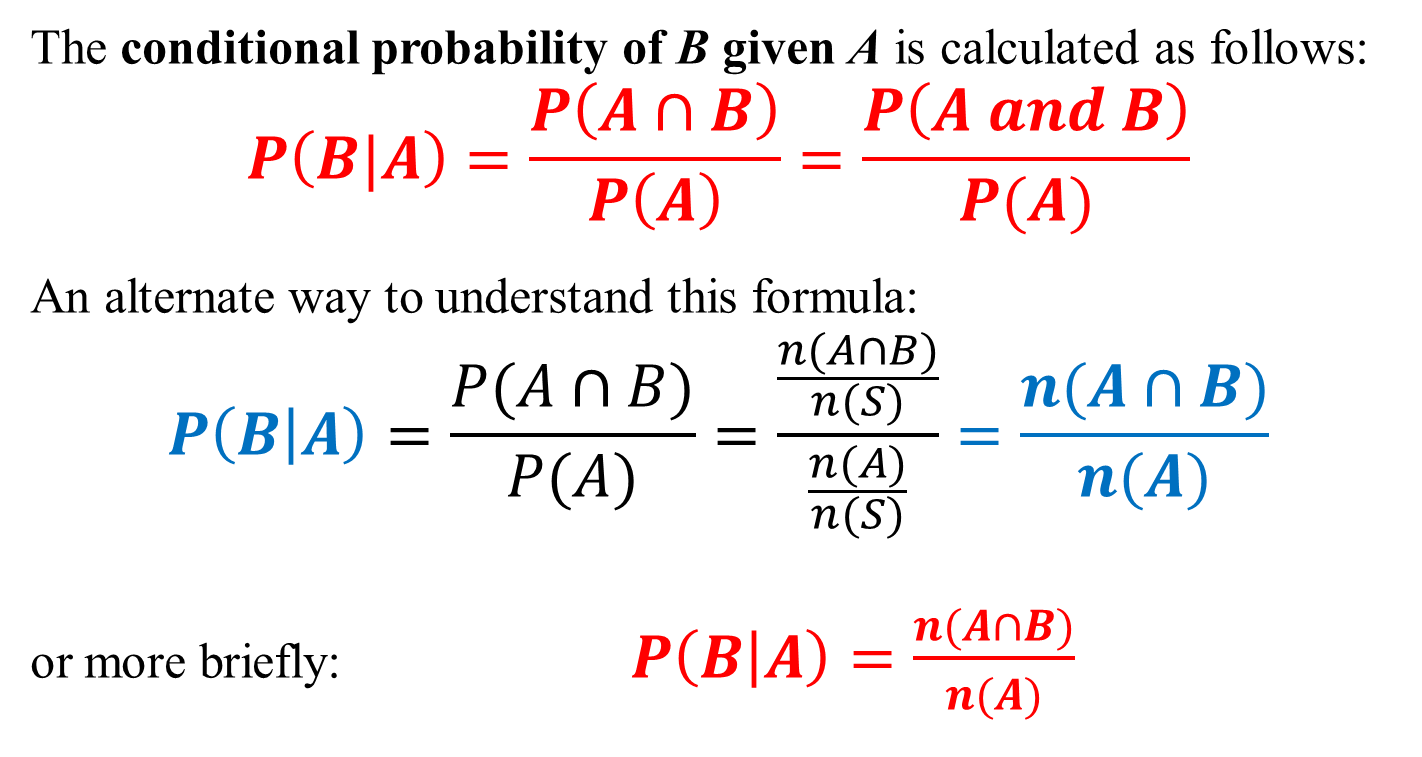 The conditional probability of B given A is calculated as follows:
P(B|A) = P(A ∩ B)/P(A) = P(A and B)/P(A)
An alternate way to understand this formula:
P(B|A) = P(A ∩ B)/P(A) = (n(A∩B)/n(S))/(n(A)/n(S)) = n(A ∩ B)/n(A)
or more briefly: P(B|A) = n(A∩B)/n(A)